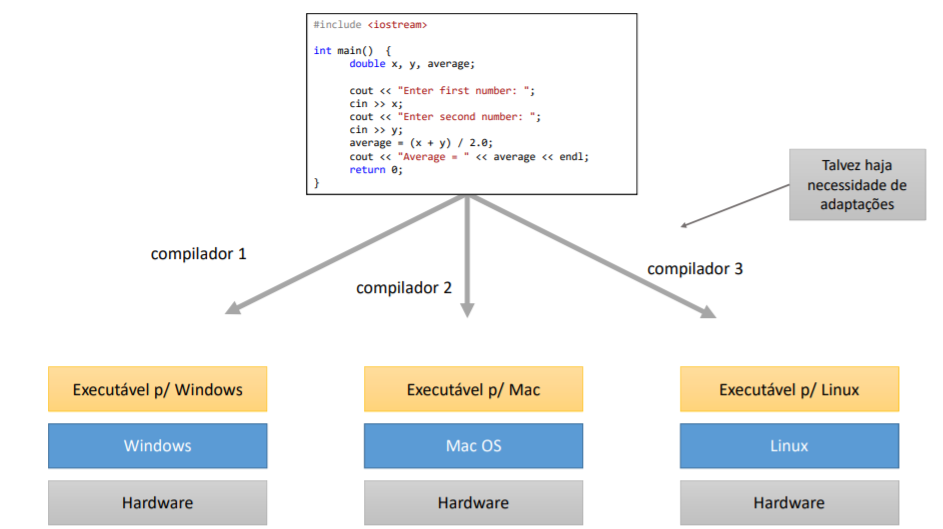 #include <iostream>
int main()  {
double x, y, average;
cout << "Enter first number: ";
cin >> x;
cout << "Enter second number: ";
cin >> y;
average = (x + y) / 2.0;
cout << "Average = " << average << endl;
return 0;
}
Talvez haja
necessidade de
adaptações
compilador 1
compilador 2
compilador 3
Executável p/ Windows
Executável p/ Mac
Executável p/ Linux
Windows
Mac OS
Linux
Hardware
Hardware
Hardware